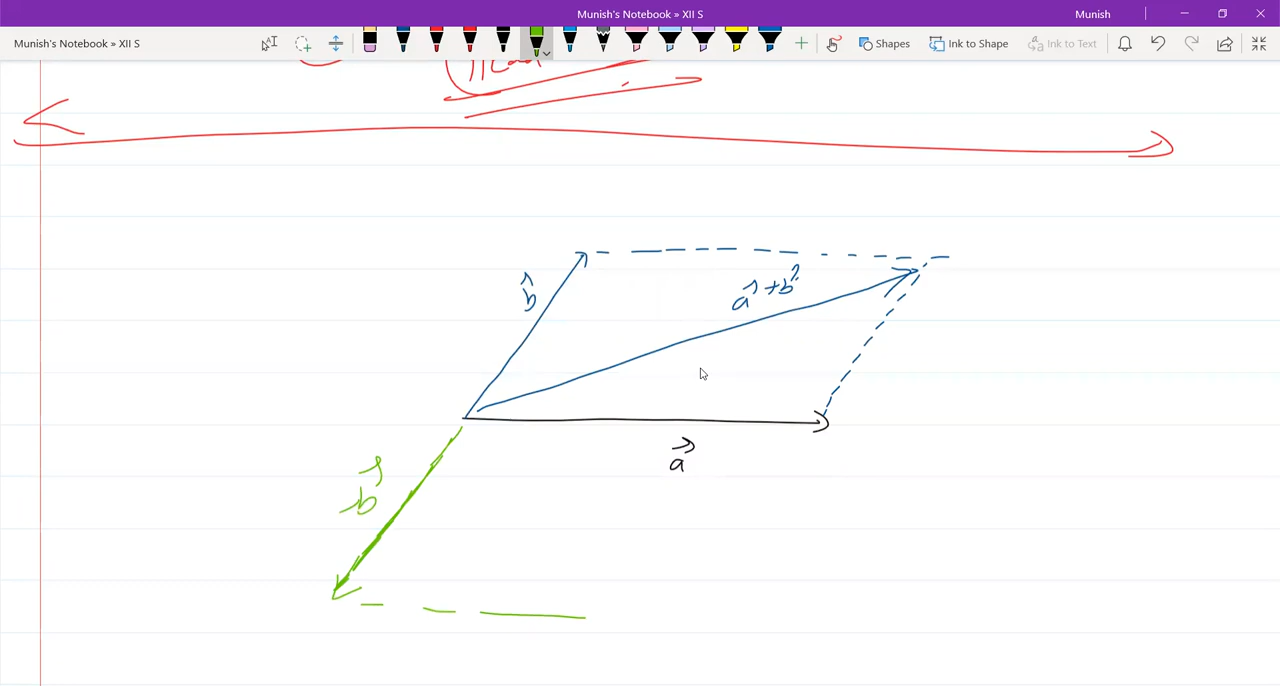 Munish's Notebook » XII S
Munish
Munish's Notebook » XII S
Shapes
Ink to Shape
Ink to Text
b
a + b
a
-b